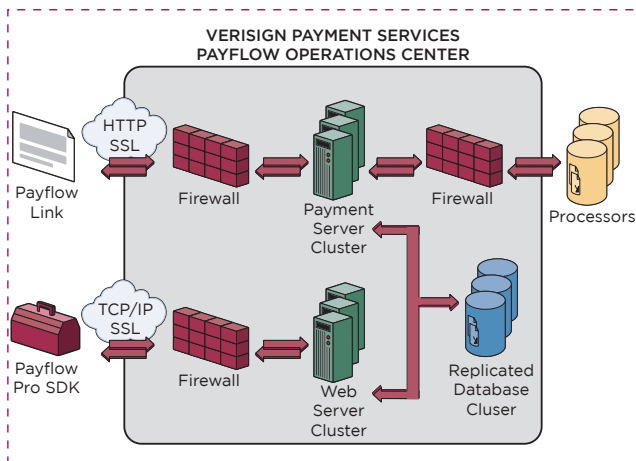 VERISIGN PAYMENT SERVICES
PAYFLOW OPERATIONS CENTER
HTTP
SSL
Payflow
Link
Firewall
Payment
Server
Cluster
Firewall
Processors
TCP/IP
SSL
Payflow
Pro SDK
Firewall
Web
Server
Cluster
Replicated
Database
Cluser